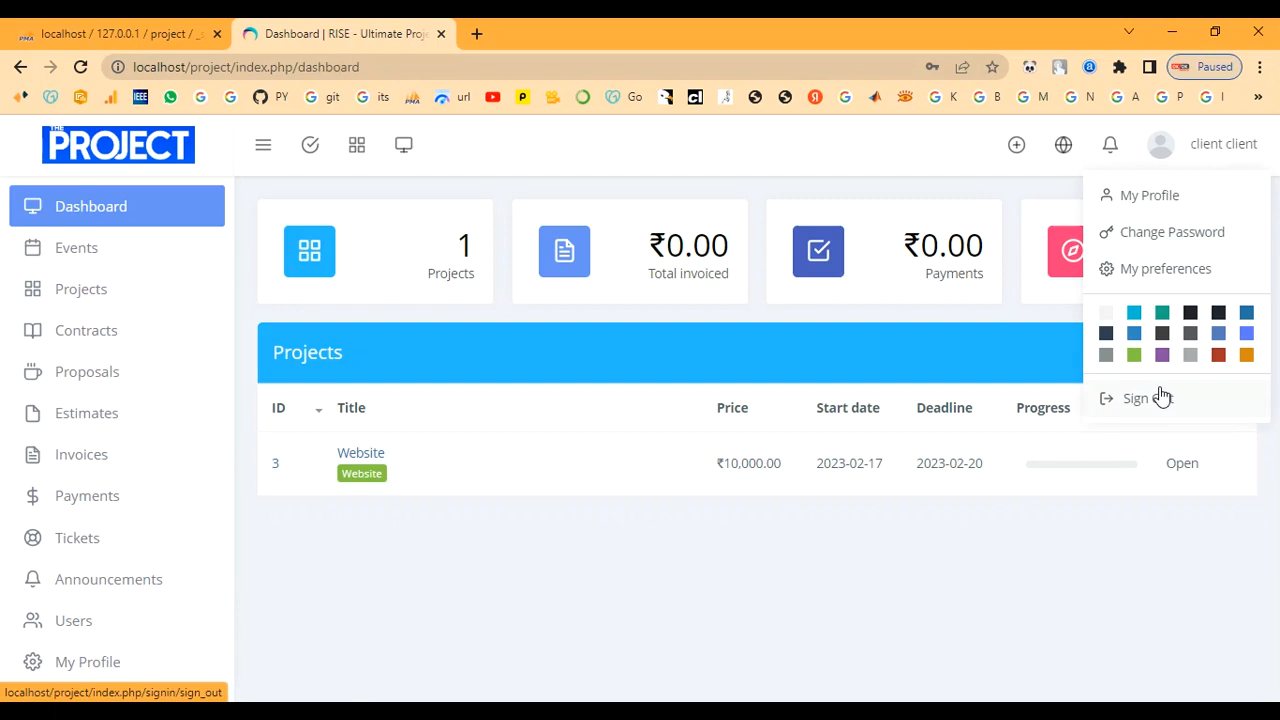 localhost / 127.0.0.1 / project / _s
Dashboard | RISE - Ultimate Proj
localhost/project/index.php/dashboard
Paused
IEEE PY git its url Go K B M N A P I
THE
PROJECT
client client
Dashboard
Events
Projects
Contracts
Proposals
Estimates
Invoices
Payments
Tickets
Announcements
Users
My Profile
1
Projects
₹0.00
Total invoiced
₹0.00
Payments
My Profile
Change Password
My preferences
Sign
Projects
ID Title Price Start date Deadline Progress
3 Website ₹10,000.00 2023-02-17 2023-02-20 Open
Website
localhost/project/index.php/signin/sign_out